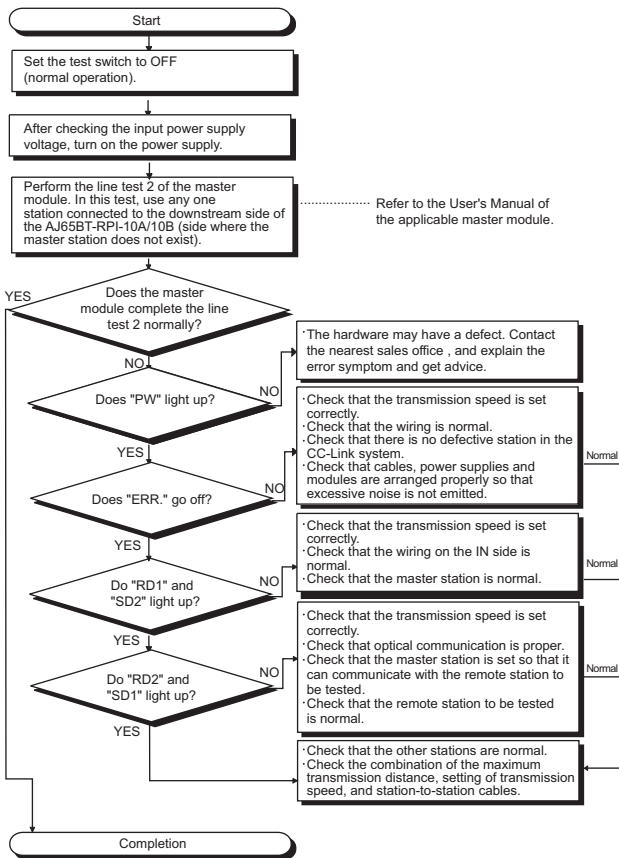 Start
Set the test switch to OFF
(normal operation).
After checking the input power supply
voltage, turn on the power supply.
Perform the line test 2 of the master
module. In this test, use any one
station connected to the downstream side of
the AJ65BT-RPI-10A/10B (side where the
master station does not exist).
Refer to the User's Manual of
the applicable master module.
YES
Does the master
module complete the line
test 2 normally?
NO
·The hardware may have a defect. Contact
the nearest sales office , and explain the
error symptom and get advice.
Does "PW" light up?
NO
YES
·Check that the transmission speed is set
correctly.
·Check that the wiring is normal.
·Check that there is no defective station in the
CC-Link system.
·Check that cables, power supplies and
modules are arranged properly so that
excessive noise is not emitted.
Normal
Does "ERR." go off?
NO
YES
·Check that the transmission speed is set
correctly.
·Check that the wiring on the IN side is
normal.
·Check that the master station is normal.
Normal
Do "RD1" and
"SD2" light up?
NO
YES
·Check that the transmission speed is set
correctly.
·Check that optical communication is proper.
·Check that the master station is set so that it
can communicate with the remote station to
be tested.
·Check that the remote station to be tested
is normal.
Normal
Do "RD2" and
"SD1" light up?
NO
YES
·Check that the other stations are normal.
·Check the combination of the maximum
transmission distance, setting of transmission
speed, and station-to-station cables.
Completion